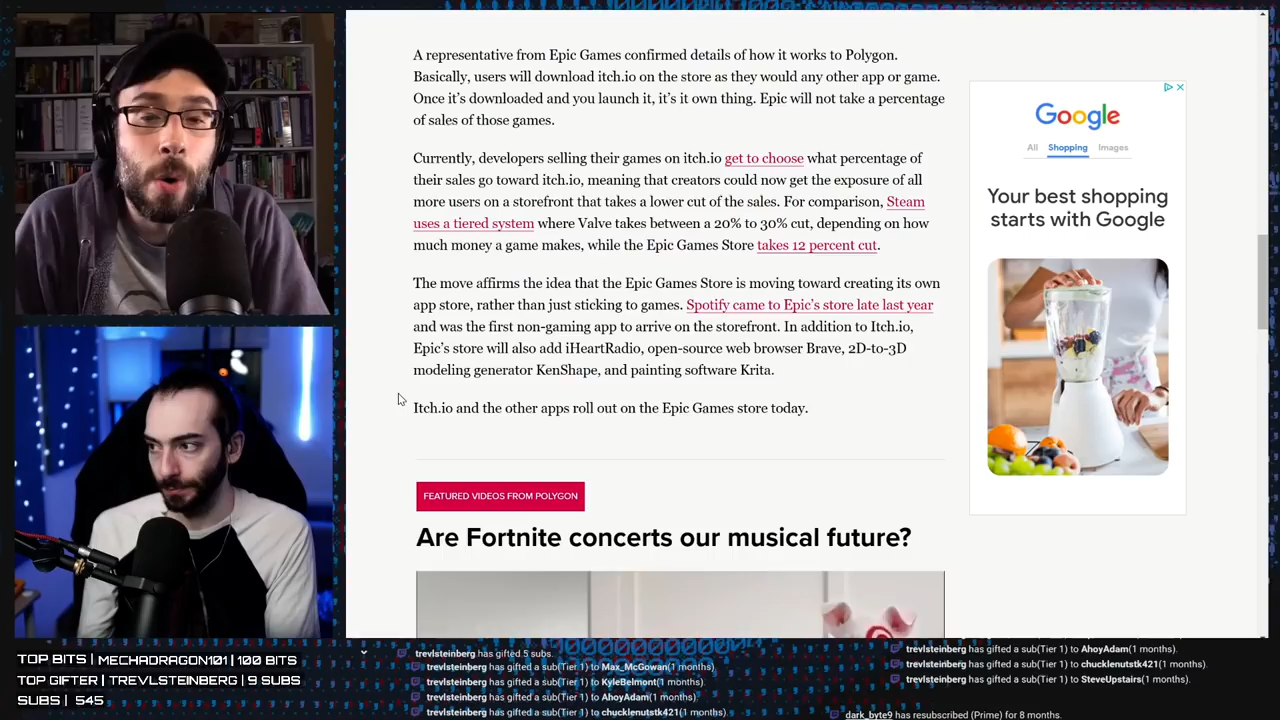 A representative from Epic Games confirmed details of how it works to Polygon.
Basically, users will download itch.io on the store as they would any other app or game.
Once it's downloaded and you launch it, it's it own thing. Epic will not take a percentage
of sales of those games.
Currently, developers selling their games on itch.io get to choose what percentage of
their sales go toward itch.io, meaning that creators could now get the exposure of all
more users on a storefront that takes a lower cut of the sales. For comparison, Steam
uses a tiered system where Valve takes between a 20% to 30% cut, depending on how
much money a game makes, while the Epic Games Store takes 12 percent cut.
The move affirms the idea that the Epic Games Store is moving toward creating its own
app store, rather than just sticking to games. Spotify came to Epic's store late last year
and was the first non-gaming app to arrive on the storefront. In addition to Itch.io,
Epic's store will also add iHeartRadio, open-source web browser Brave, 2D-to-3D
modeling generator KenShape, and painting software Krita.
Itch.io and the other apps roll out on the Epic Games store today.
FEATURED VIDEOS FROM POLYGON
Are Fortnite concerts our musical future?
Google
All Shopping Images
Your best shopping
starts with Google
TOP BITS | MECHADRAGON101 | 100 BITS
TOP GIFTER | TREVLSTEINBERG | 9 SUBS
SUBS | 545
trevlsteinberg has gifted 5 subs.
trevlsteinberg has gifted a sub(Tier 1) to Max_McGowan(1 months).
trevlsteinberg has gifted a sub(Tier 1) to KyleBelmont(1 months).
trevlsteinberg has gifted a sub(Tier 1) to AhoyAdam(1 months)
trevlsteinberg has gifted a sub(Tier 1) to chucklenutstk421(1 months).
trevlsteinberg has gifted a sub(Tier 1) to AhoyAdam(1 months).
trevlsteinberg has gifted a sub(Tier 1) to chucklenutstk421(1 months).
trevlsteinberg has gifted a sub(Tier 1) to SteveUpstairs(1 months).
dark_byte9 has resubscribed (Prime) for 8 months.